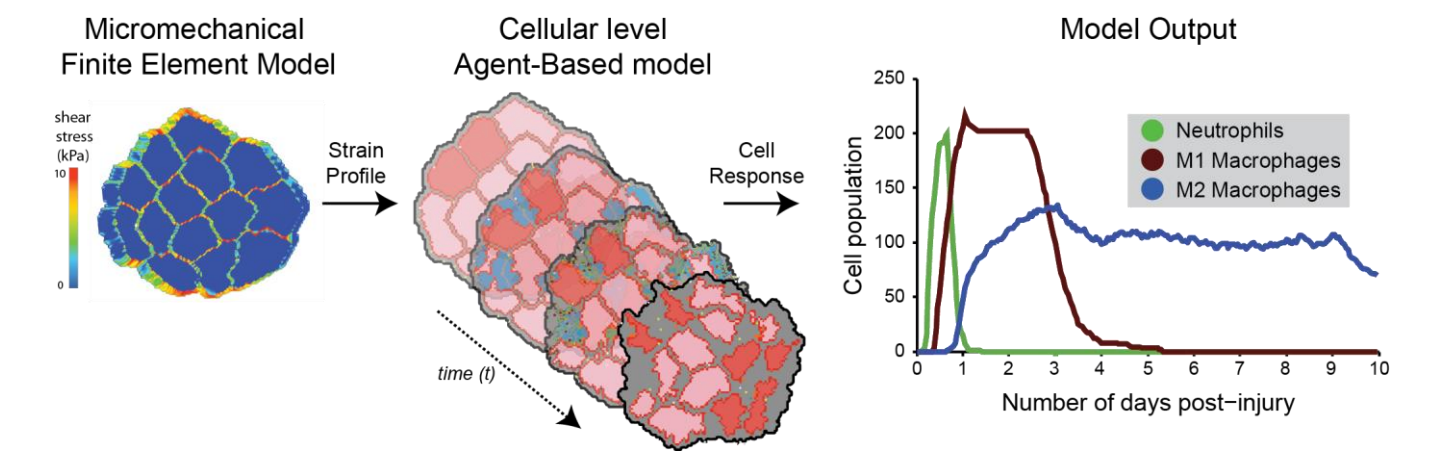 Micromechanical
Finite Element Model
shear
stress
(kPa)
10
0
Strain
Profile
Cellular level
Agent-Based model
time (t)
Cell
Response
Model Output
Cell population
250
200
150
100
50
0
Neutrophils
M1 Macrophages
M2 Macrophages
0 1 2 3 4 5 6 7 8 9 10
Number of days post−injury